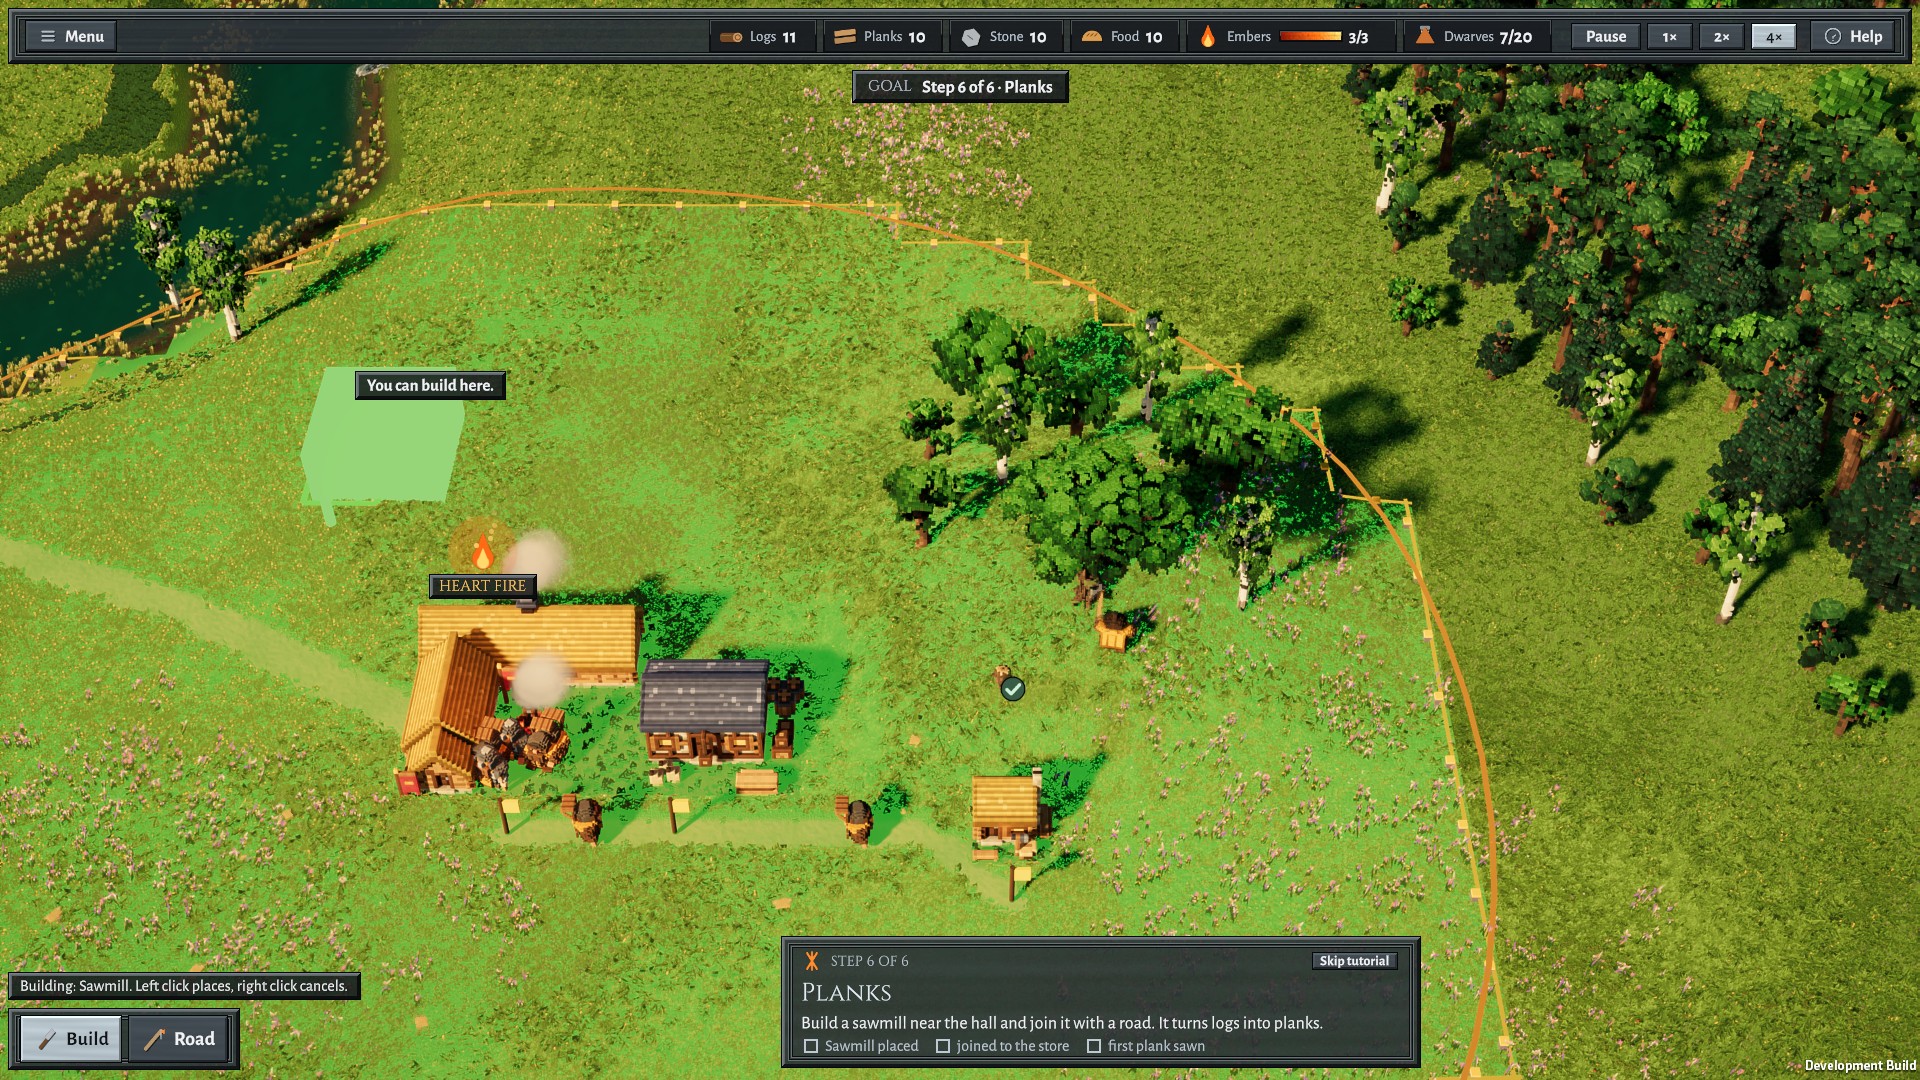 Menu
Logs 11
Planks 10
Stone 10
Food 10
Embers 3/3
Dwarves 7/20
Pause
1×
2×
4×
Help
GOAL Step 6 of 6 · Planks
You can build here.
HEART FIRE
STEP 6 OF 6
Skip tutorial
PLANKS
Build a sawmill near the hall and join it with a road. It turns logs into planks.
Sawmill placed
joined to the store
first plank sawn
Building: Sawmill. Left click places, right click cancels.
Build
Road
Development Build